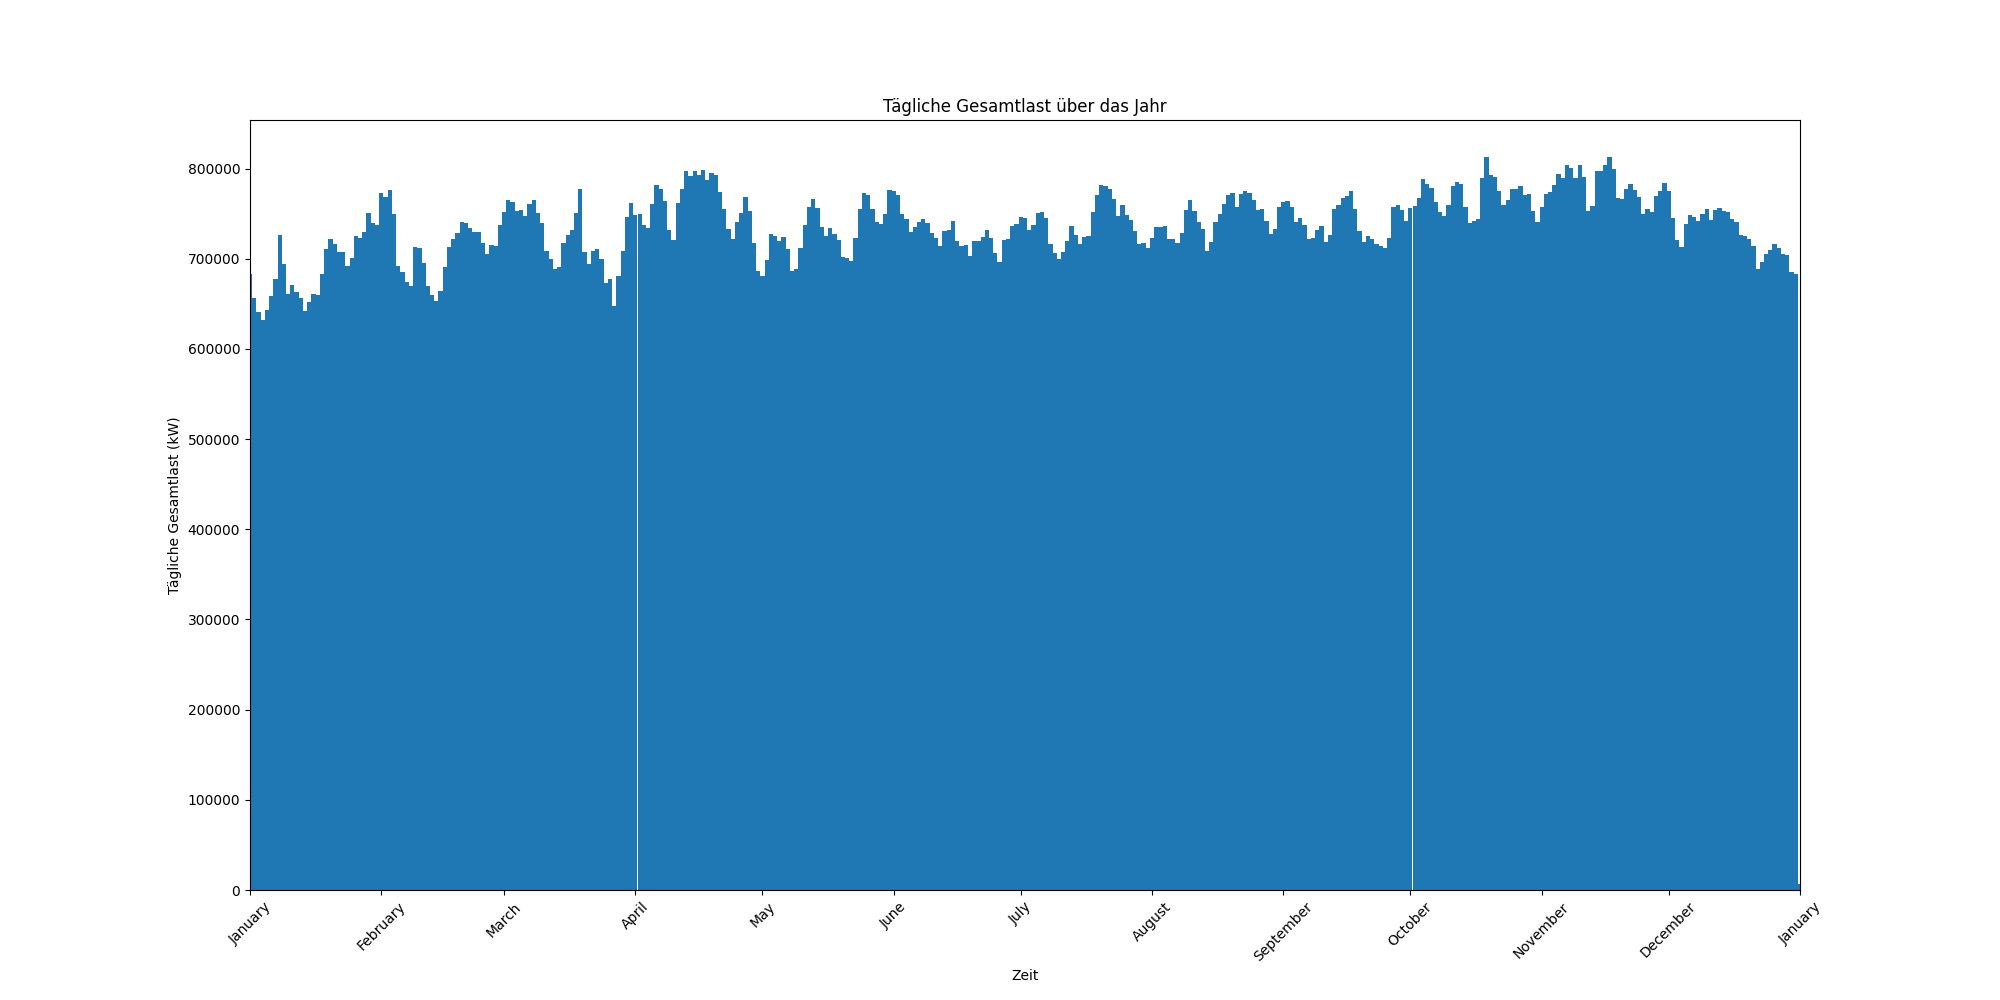 Tägliche Gesamtlast über das Jahr
Tägliche Gesamtlast (kW)
800000
700000
600000
500000
400000
300000
200000
100000
0
January
February
March
April
May
June
July
August
September
October
November
December
January
Zeit